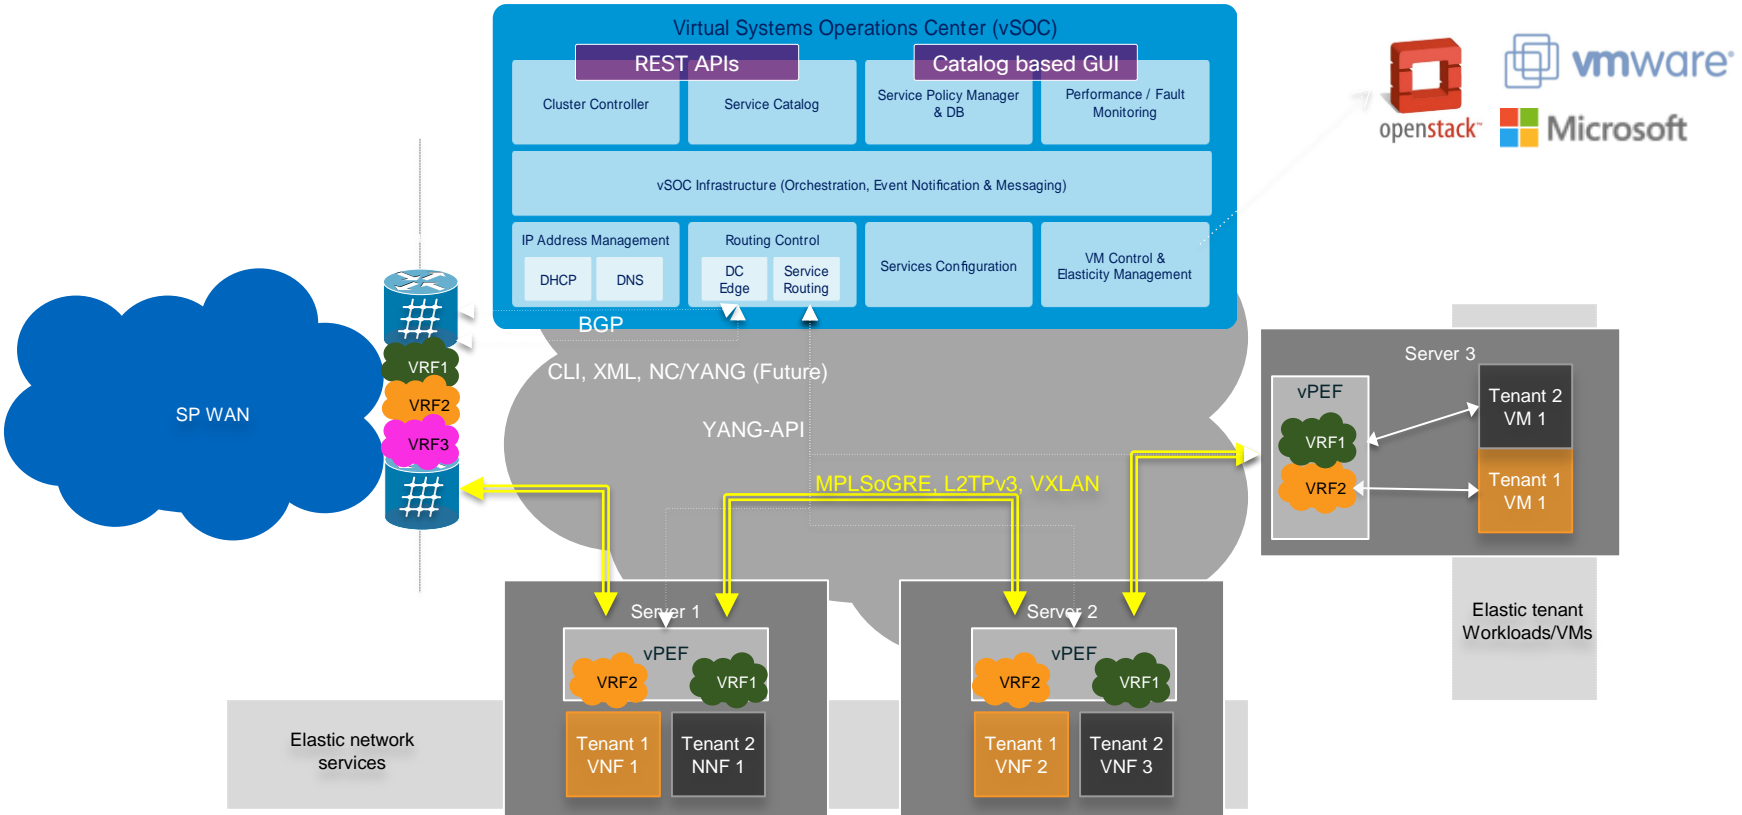 Virtual Systems Operations Center (vSOC)
REST APIs
Catalog based GUI
Cluster Controller
Service Catalog
Service Policy Manager
& DB
Performance / Fault
Monitoring
vSOC Infrastructure (Orchestration, Event Notification & Messaging)
IP Address Management
DHCP
DNS
Routing Control
DC
Edge
Service
Routing
Services Configuration
VM Control &
Elasticity Management
openstack™
vmware®
Microsoft
BGP
CLI, XML, NC/YANG (Future)
YANG-API
MPLSoGRE, L2TPv3, VXLAN
SP WAN
VRF1
VRF2
VRF3
Server 3
vPEF
VRF1
VRF2
Tenant 2
VM 1
Tenant 1
VM 1
Elastic tenant
Workloads/VMs
Server 1
vPEF
VRF2
VRF1
Tenant 1
VNF 1
Tenant 2
NNF 1
Server 2
vPEF
VRF2
VRF1
Tenant 1
VNF 2
Tenant 2
VNF 3
Elastic network
services